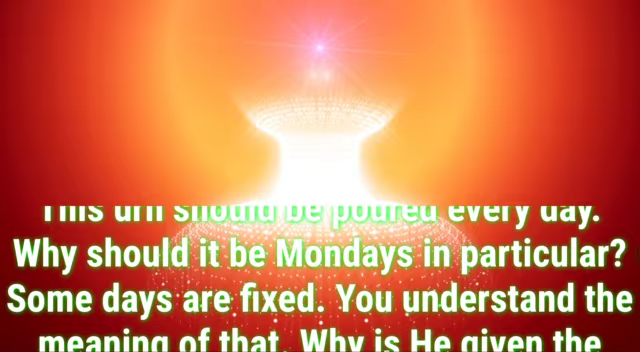 This urn should be poured every day.
Why should it be Mondays in particular?
Some days are fixed. You understand the
meaning of that. Why is He given the